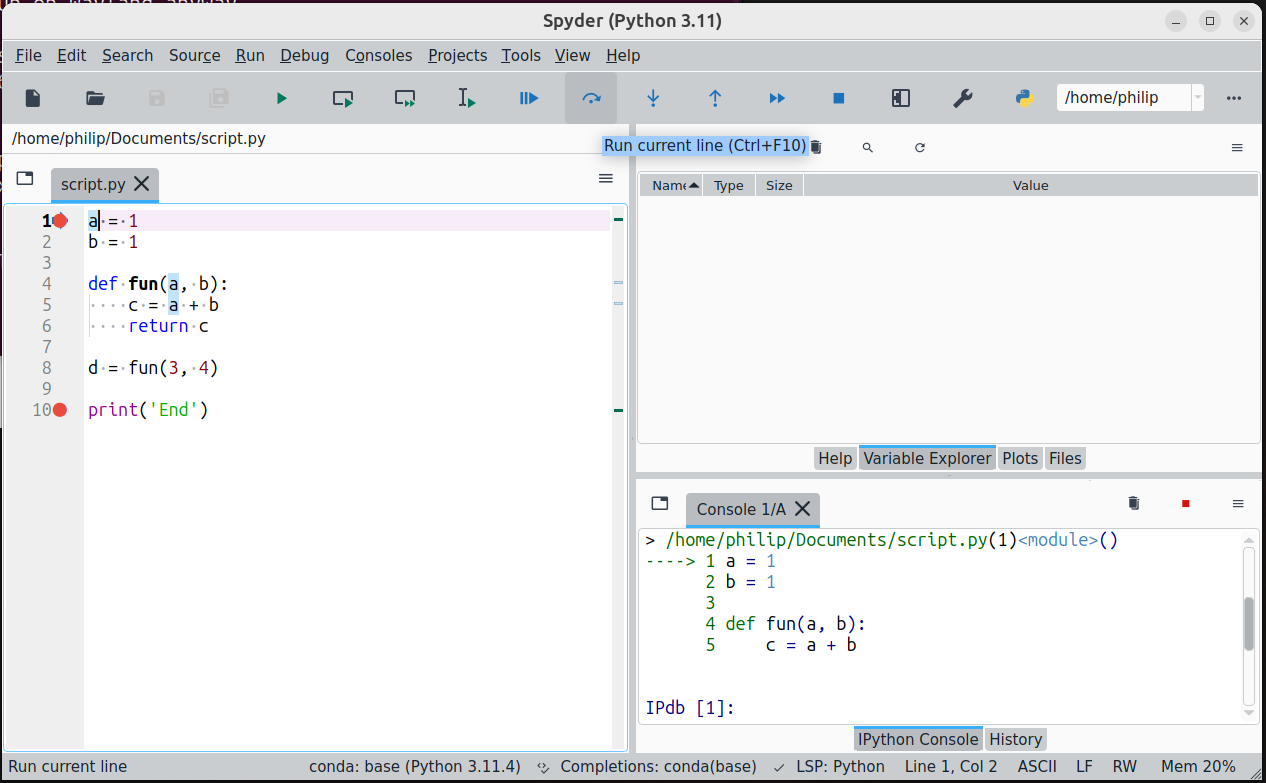 Spyder (Python 3.11)
File Edit Search Source Run Debug Consoles Projects Tools View Help
/home/philip
/home/philip/Documents/script.py
Run current line (Ctrl+F10)
script.py
Name Type Size Value
1 a = 1
2 b = 1
3
4 def fun(a, b):
5 c = a + b
6 return c
7
8 d = fun(3, 4)
9
10 print('End')
Help Variable Explorer Plots Files
Console 1/A
> /home/philip/Documents/script.py(1)<module>()
----> 1 a = 1
2 b = 1
3
4 def fun(a, b):
5 c = a + b
IPdb [1]:
IPython Console History
Run current line conda: base (Python 3.11.4) Completions: conda(base) LSP: Python Line 1, Col 2 ASCII LF RW Mem 20%